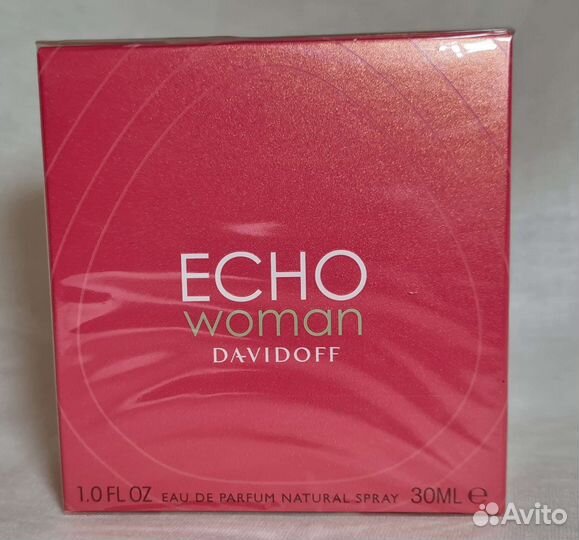 ECHO
woman
DAVIDOFF
1.0 FL OZ EAU DE PARFUM NATURAL SPRAY 30ML ℮
Avito